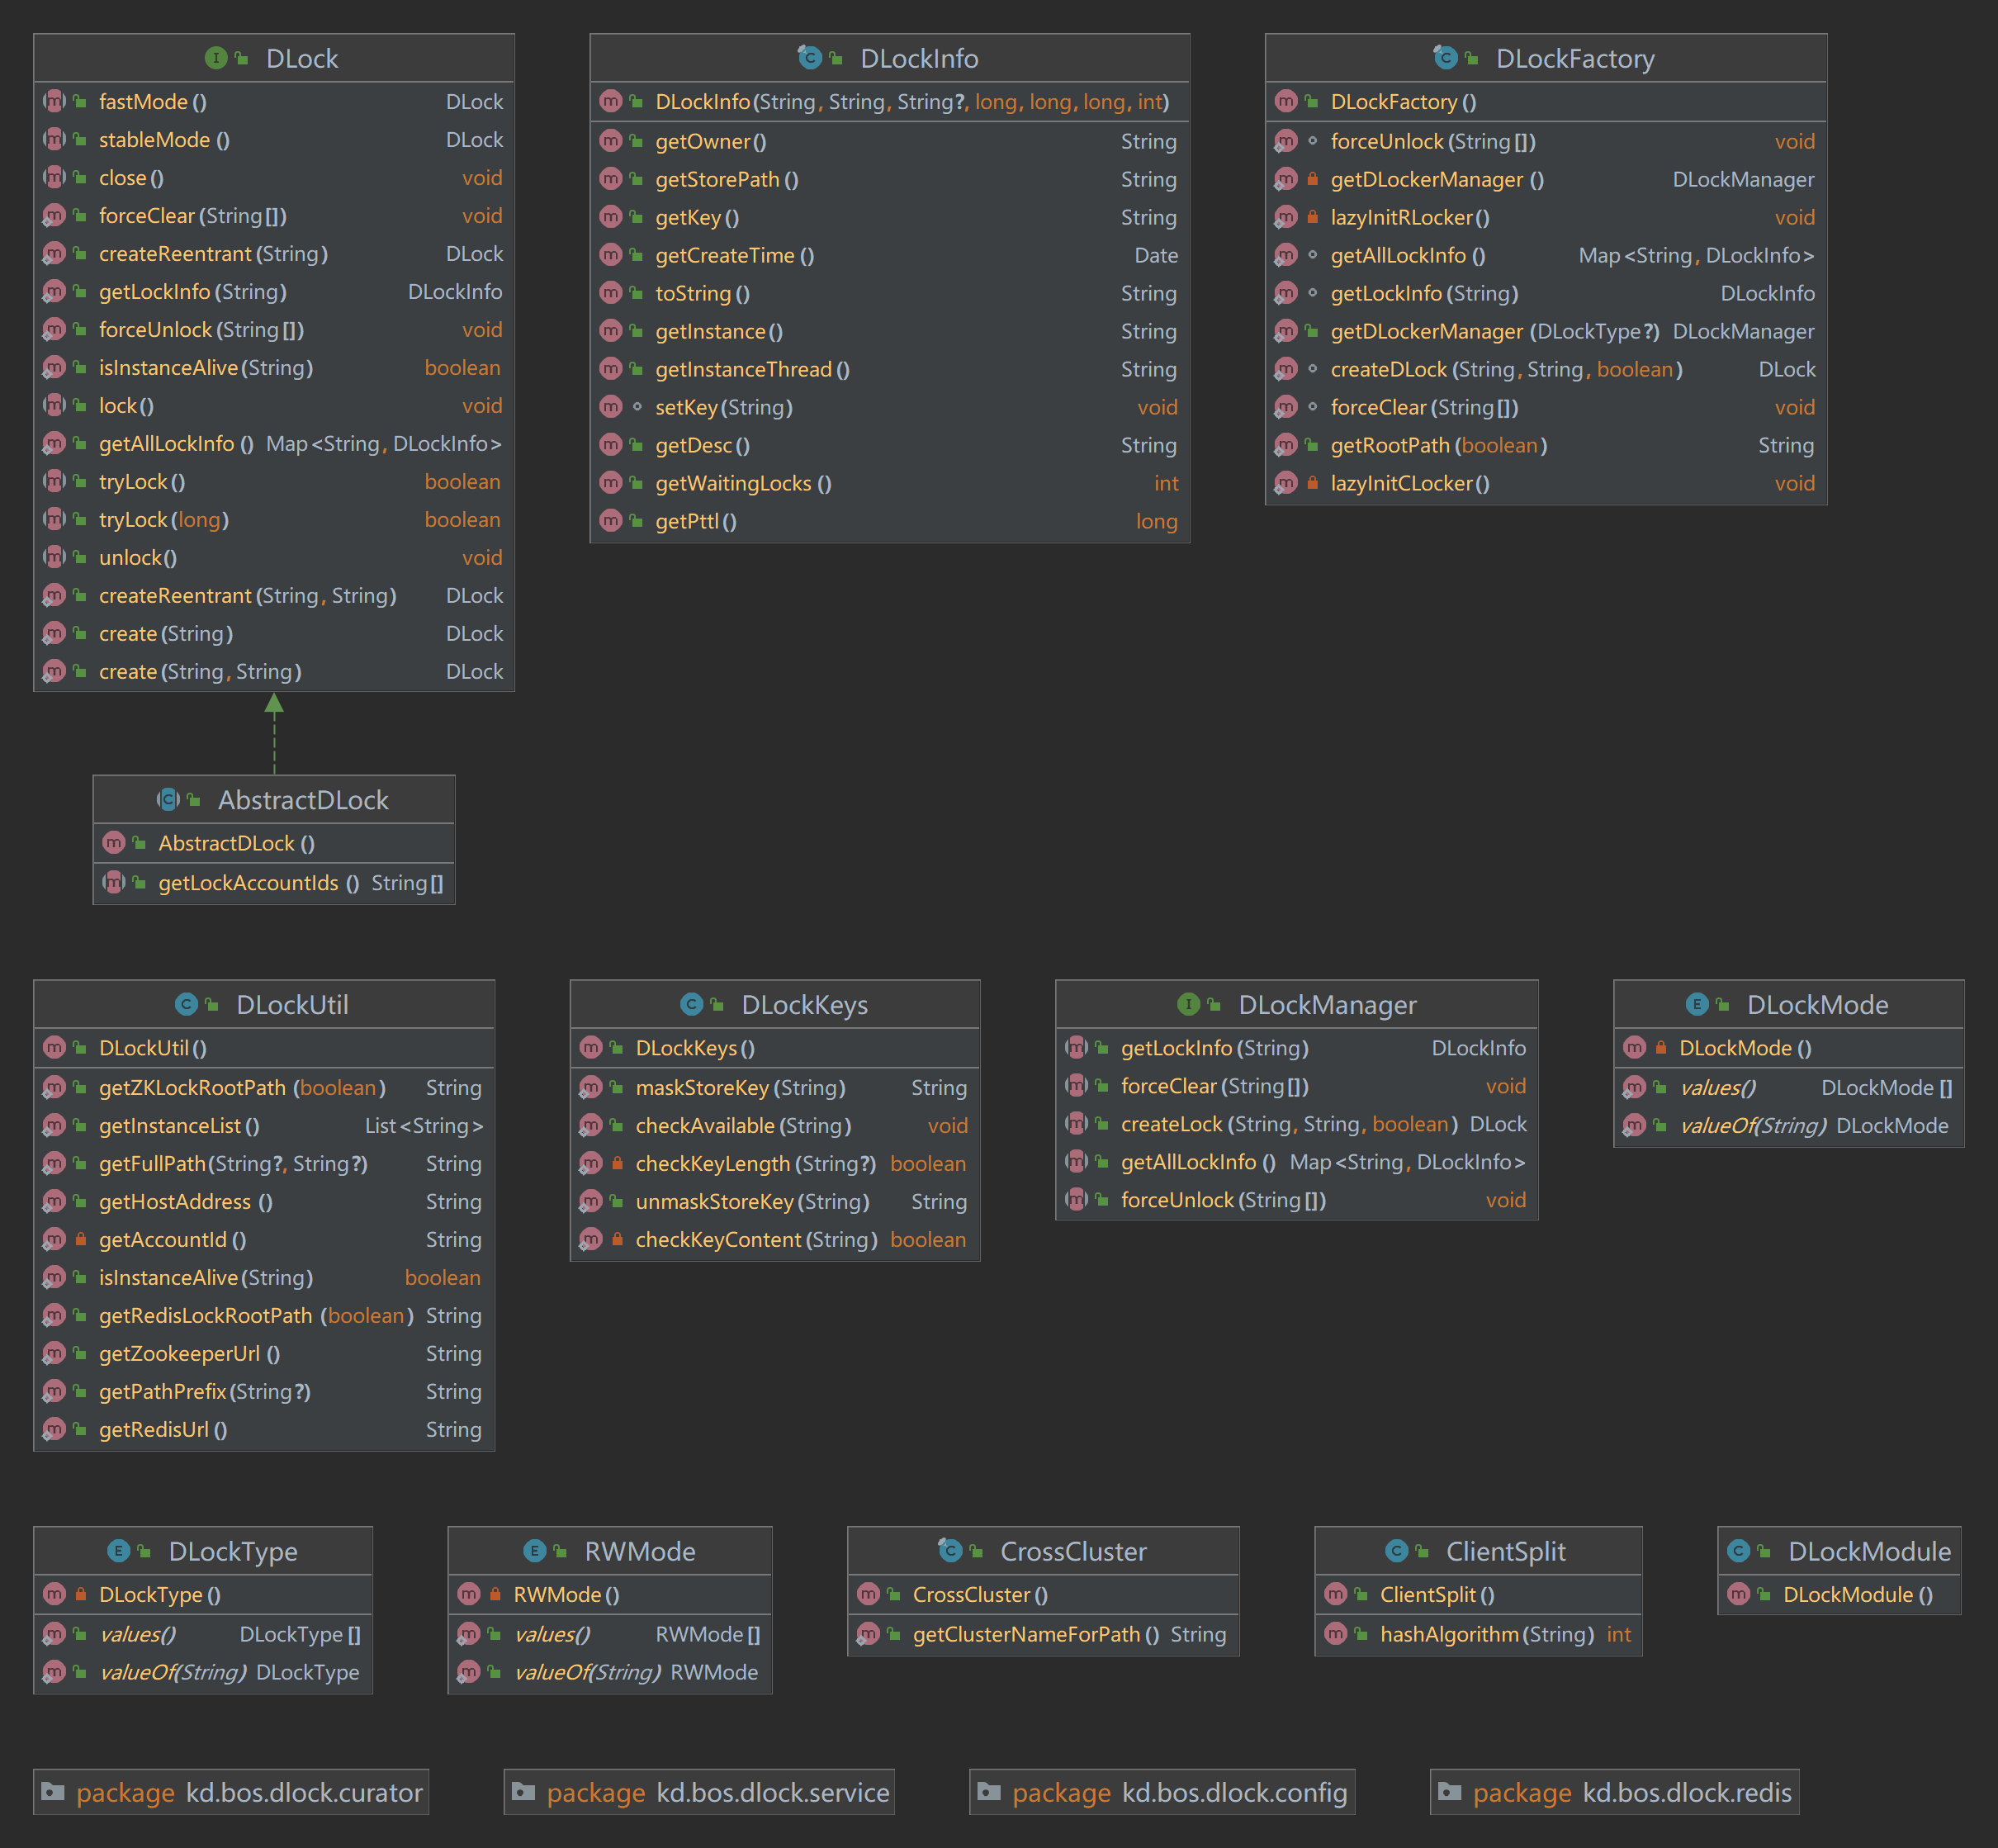 DLock
fastMode() DLock
stableMode() DLock
close() void
forceClear(String[]) void
createReentrant(String) DLock
getLockInfo(String) DLockInfo
forceUnlock(String[]) void
isInstanceAlive(String) boolean
lock() void
getAllLockInfo() Map<String, DLockInfo>
tryLock() boolean
tryLock(long) boolean
unlock() void
createReentrant(String, String) DLock
create(String) DLock
create(String, String) DLock
DLockInfo
DLockInfo(String, String, String?, long, long, long, int)
getOwner() String
getStorePath() String
getKey() String
getCreateTime() Date
toString() String
getInstance() String
getInstanceThread() String
setKey(String) void
getDesc() String
getWaitingLocks() int
getPttl() long
DLockFactory
DLockFactory()
forceUnlock(String[]) void
getDLockerManager() DLockManager
lazyInitRLocker() void
getAllLockInfo() Map<String, DLockInfo>
getLockInfo(String) DLockInfo
getDLockerManager(DLockType?) DLockManager
createDLock(String, String, boolean) DLock
forceClear(String[]) void
getRootPath(boolean) String
lazyInitCLocker() void
AbstractDLock
AbstractDLock()
getLockAccountIds() String[]
DLockUtil
DLockUtil()
getZKLockRootPath(boolean) String
getInstanceList() List<String>
getFullPath(String?, String?) String
getHostAddress() String
getAccountId() String
isInstanceAlive(String) boolean
getRedisLockRootPath(boolean) String
getZookeeperUrl() String
getPathPrefix(String?) String
getRedisUrl() String
DLockKeys
DLockKeys()
maskStoreKey(String) String
checkAvailable(String) void
checkKeyLength(String?) boolean
unmaskStoreKey(String) String
checkKeyContent(String) boolean
DLockManager
getLockInfo(String) DLockInfo
forceClear(String[]) void
createLock(String, String, boolean) DLock
getAllLockInfo() Map<String, DLockInfo>
forceUnlock(String[]) void
DLockMode
DLockMode()
values() DLockMode[]
valueOf(String) DLockMode
DLockType
DLockType()
values() DLockType[]
valueOf(String) DLockType
RWMode
RWMode()
values() RWMode[]
valueOf(String) RWMode
CrossCluster
CrossCluster()
getClusterNameForPath() String
ClientSplit
ClientSplit()
hashAlgorithm(String) int
DLockModule
DLockModule()
package kd.bos.dlock.curator
package kd.bos.dlock.service
package kd.bos.dlock.config
package kd.bos.dlock.redis